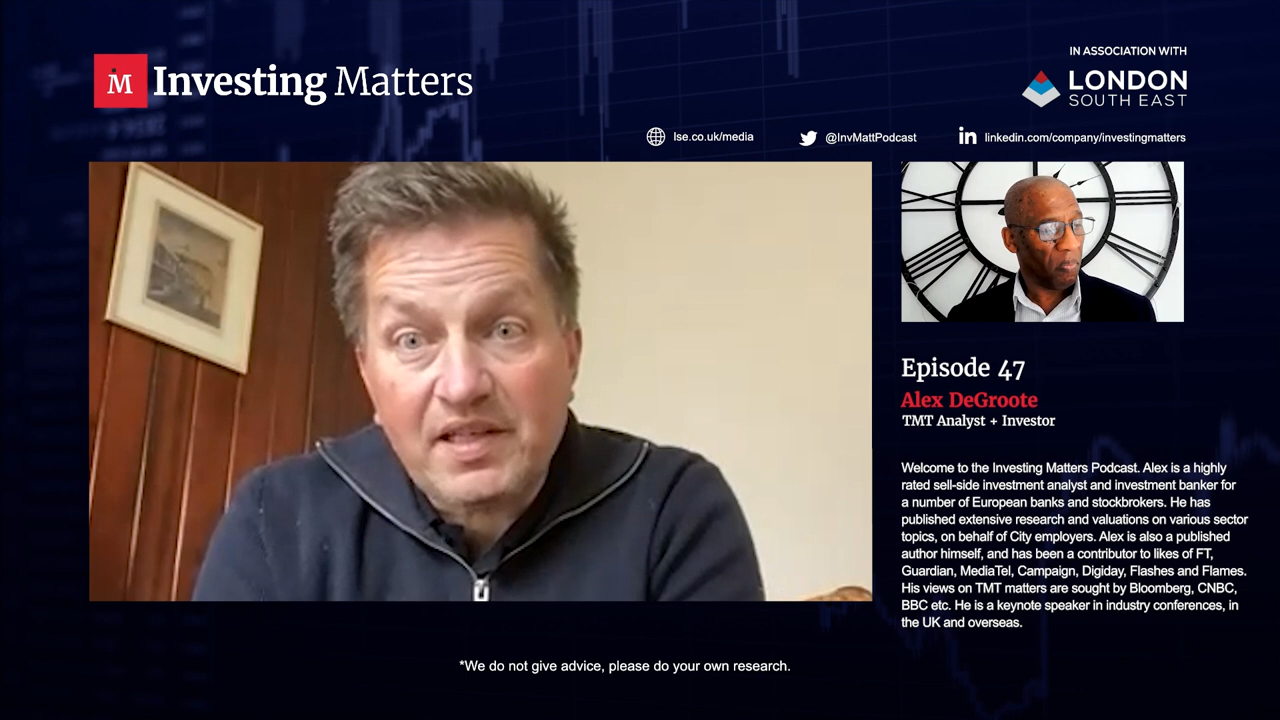 M Investing Matters
IN ASSOCIATION WITH
LONDON
SOUTH EAST
lse.co.uk/media
@InvMattPodcast
in linkedin.com/company/investingmatters
Episode 47
Alex DeGroote
TMT Analyst + Investor
Welcome to the Investing Matters Podcast. Alex is a highly
rated sell-side investment analyst and investment banker for
a number of European banks and stockbrokers. He has
published extensive research and valuations on various sector
topics, on behalf of City employers. Alex is also a published
author himself, and has been a contributor to likes of FT,
Guardian, MediaTel, Campaign, Digiday, Flashes and Flames.
His views on TMT matters are sought by Bloomberg, CNBC,
BBC etc. He is a keynote speaker in industry conferences, in
the UK and overseas.
*We do not give advice, please do your own research.